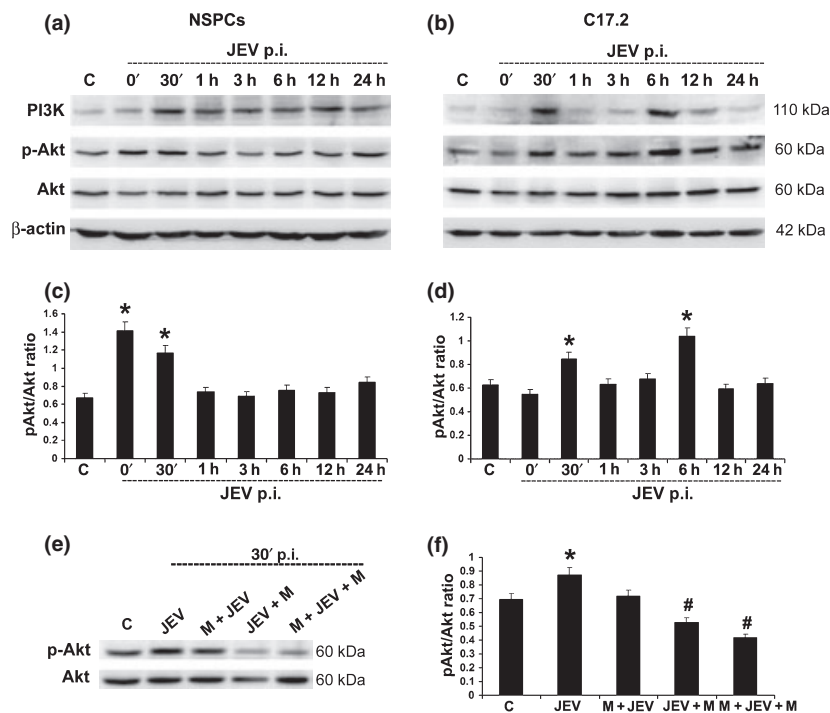 (a) NSPCs
(b) C17.2
JEV p.i.
C 0′ 30′ 1 h 3 h 6 h 12 h 24 h
JEV p.i.
C 0′ 30′ 1 h 3 h 6 h 12 h 24 h
PI3K 110 kDa
p-Akt 60 kDa
Akt 60 kDa
β-actin 42 kDa
(c)
pAkt/Akt ratio
1.6
1.4
1.2
1
0.8
0.6
0.4
0.2
0
* *
C 0′ 30′ 1 h 3 h 6 h 12 h 24 h
JEV p.i.
(d)
pAkt/Akt ratio
1.2
1
0.8
0.6
0.4
0.2
0
* *
C 0′ 30′ 1 h 3 h 6 h 12 h 24 h
JEV p.i.
(e)
30′ p.i.
C JEV M + JEV JEV + M M + JEV + M
p-Akt 60 kDa
Akt 60 kDa
(f)
pAkt/Akt ratio
1
0.9
0.8
0.7
0.6
0.5
0.4
0.3
0.2
0.1
0
* # #
C JEV M + JEV JEV + M M + JEV + M